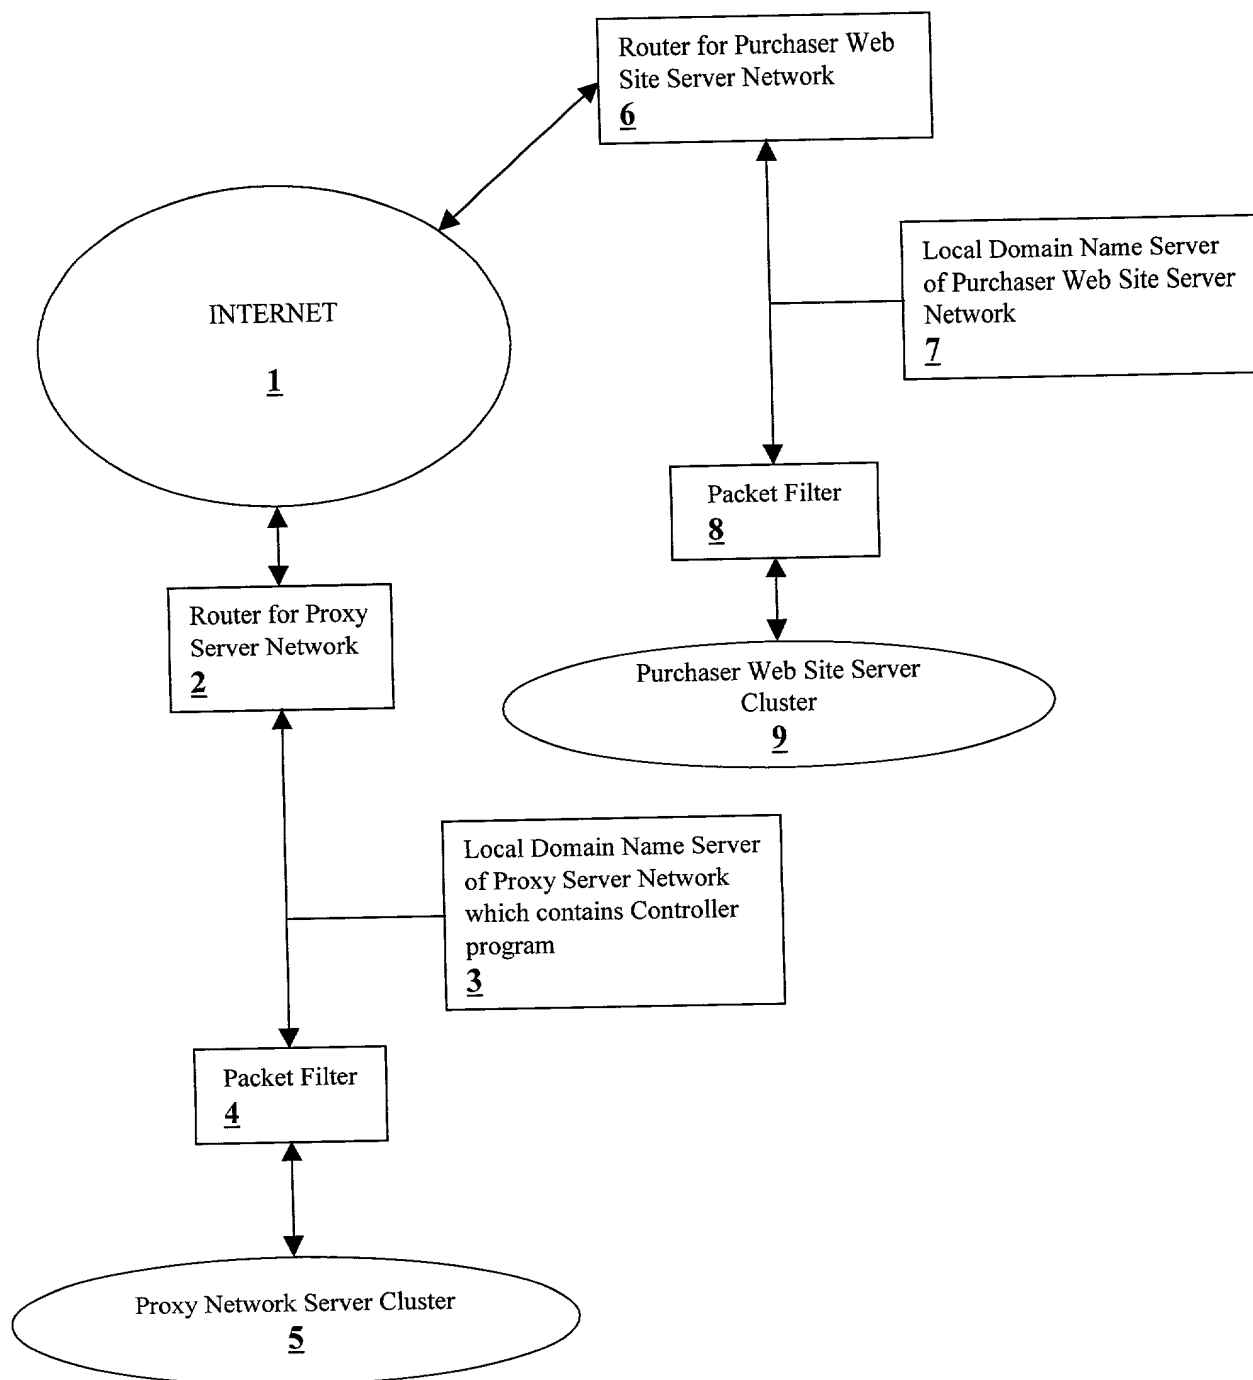 Router for Purchaser Web
Site Server Network
6
INTERNET
1
Local Domain Name Server
of Purchaser Web Site Server
Network
7
Packet Filter
8
Router for Proxy
Server Network
2
Purchaser Web Site Server
Cluster
9
Local Domain Name Server
of Proxy Server Network
which contains Controller
program
3
Packet Filter
4
Proxy Network Server Cluster
5